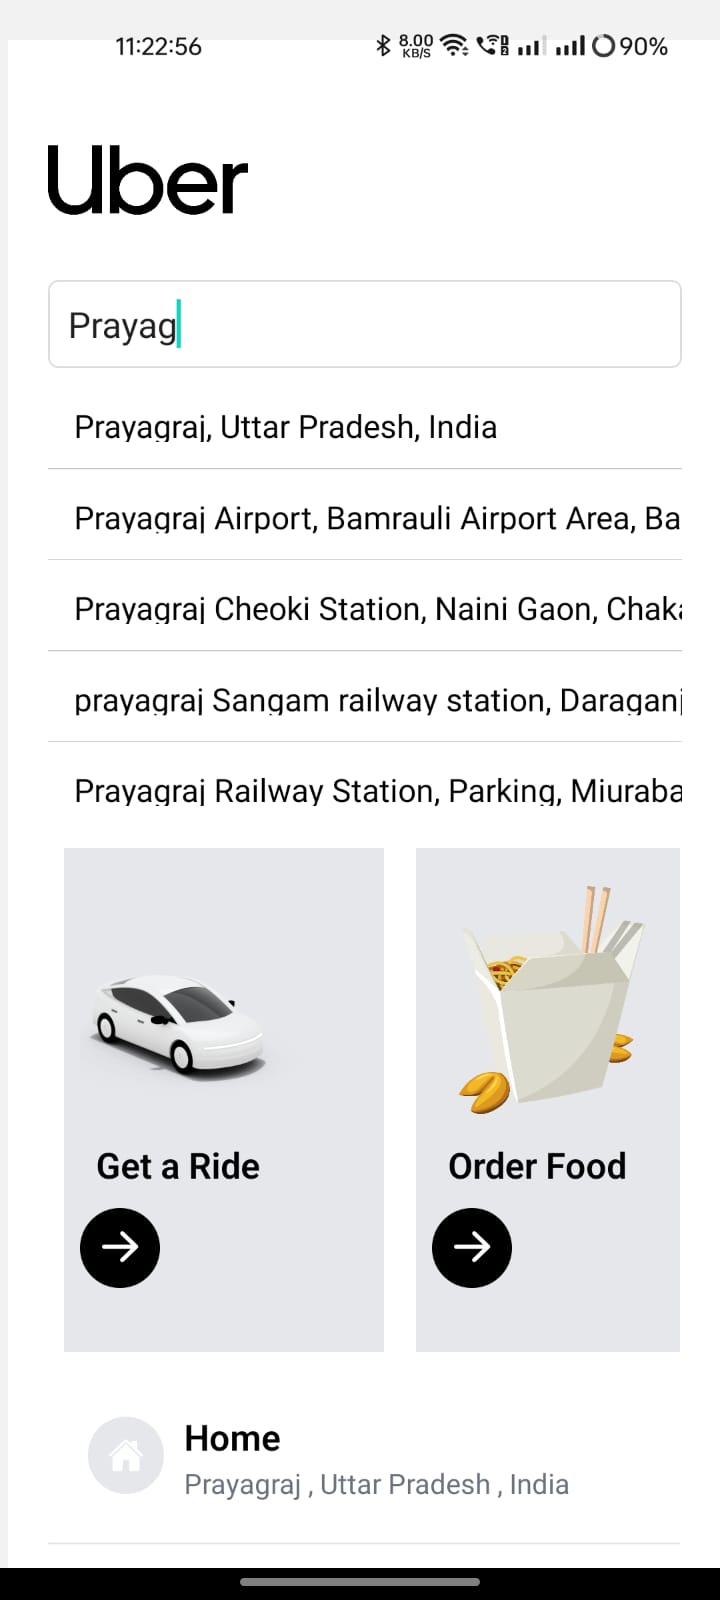 11:22:56 8.00 KB/S 90%
Uber
Prayag
Prayagraj, Uttar Pradesh, India
Prayagraj Airport, Bamrauli Airport Area, Ba
Prayagraj Cheoki Station, Naini Gaon, Chaka
prayagraj Sangam railway station, Daraganj
Prayagraj Railway Station, Parking, Miuraba
Get a Ride
Order Food
Home
Prayagraj , Uttar Pradesh , India